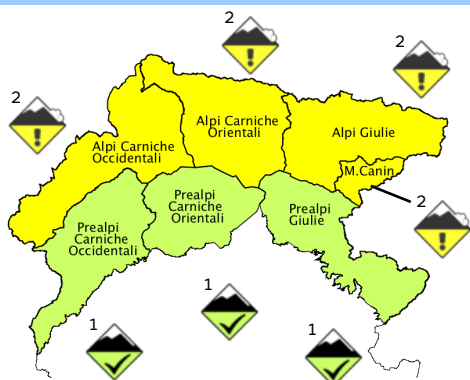 2
2
2
Alpi Carniche
Orientali
Alpi Giulie
Alpi Carniche
Occidentali
M.Canin
2
Prealpi
Carniche
Orientali
Prealpi
Giulie
Prealpi
Carniche
Occidentali
1
1
1